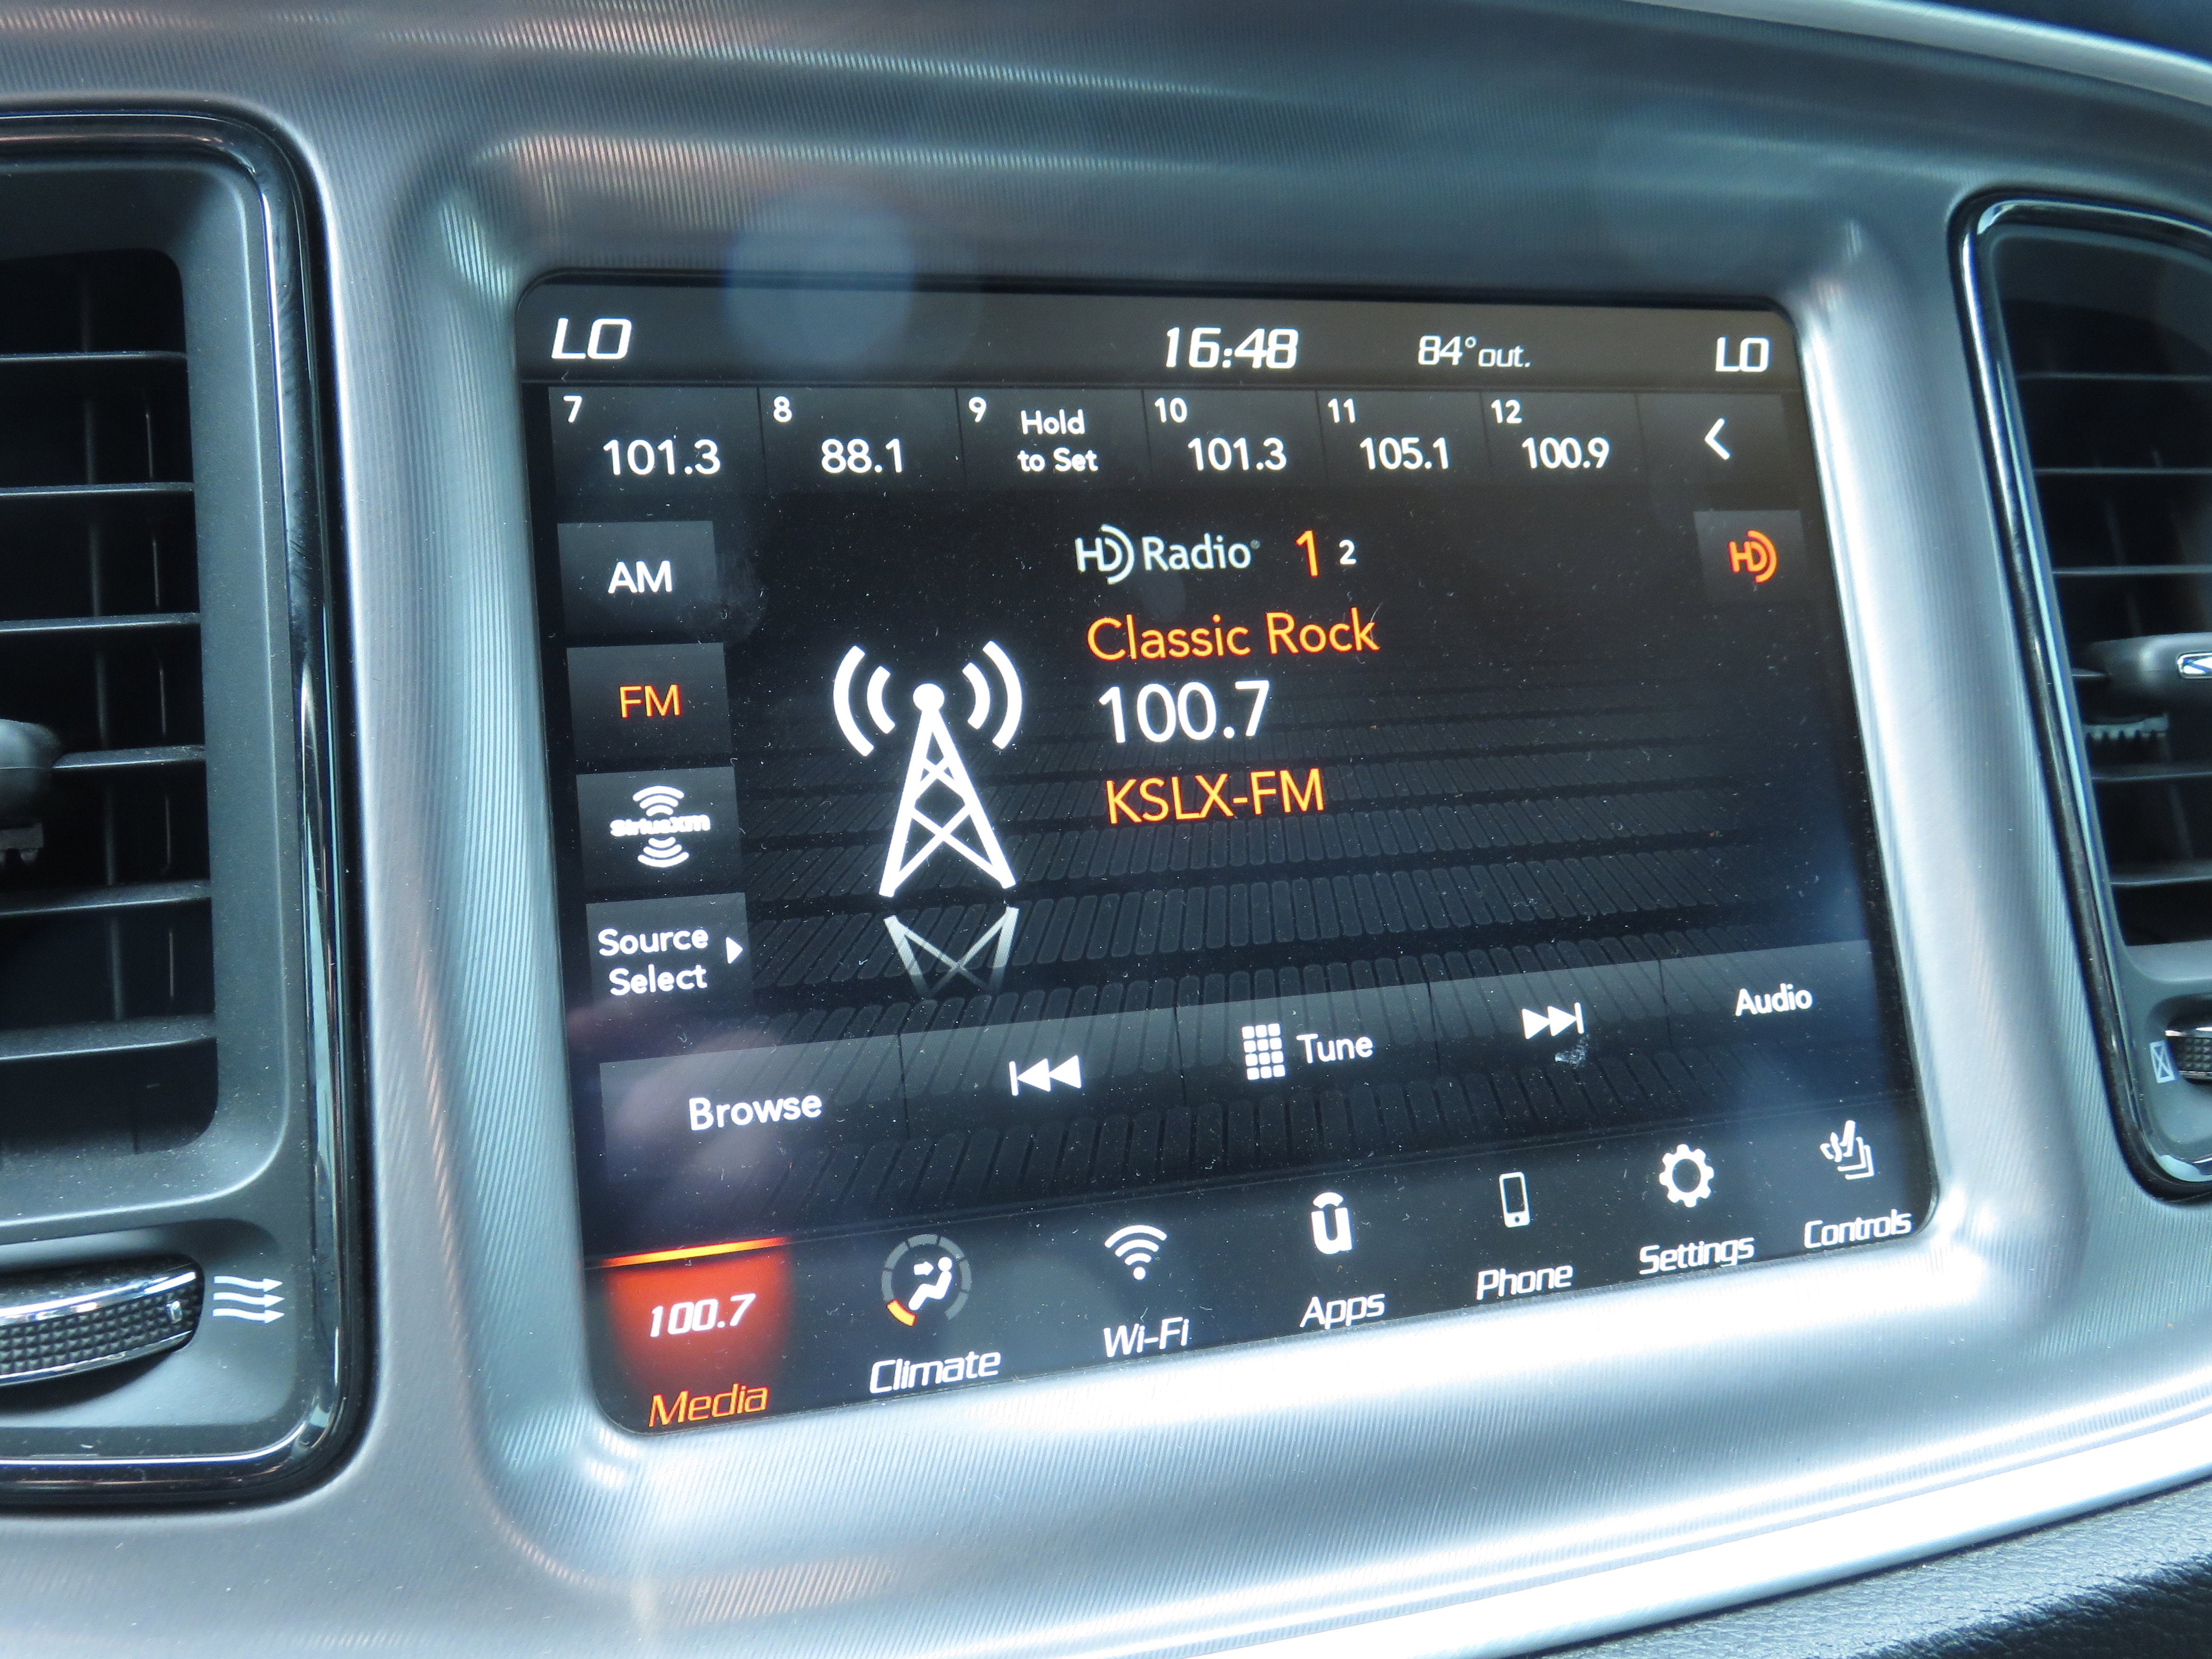 LO 16:48 84° out. LO
7 8 9 Hold 10 11 12
101.3 88.1 to Set 101.3 105.1 100.9
HD Radio® 1 2 HD
AM
Classic Rock
FM
100.7
KSLX-FM
SiriusXM
Source
Select
Browse Tune Audio
100.7
Media Climate Wi-Fi Apps Phone Settings Controls